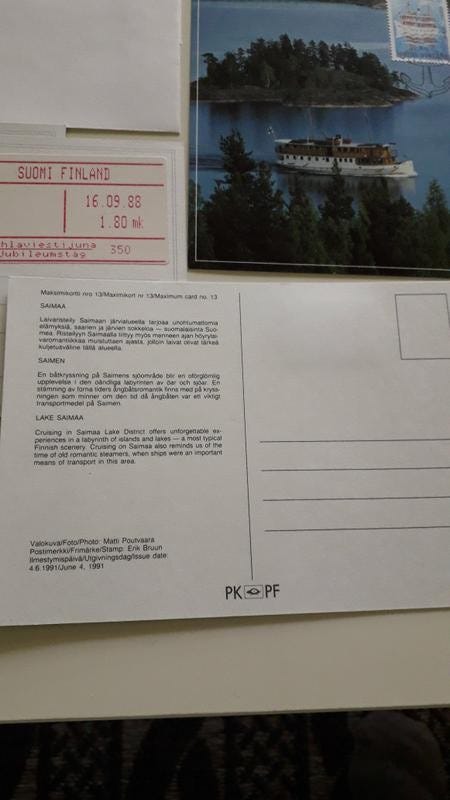 SUOMI FINLAND
16.09.88
1.80 mk
hlaviestijuna
Jubileumståg
350
Maksimikortti nro 13/Maximikort nr 13/Maximum card no. 13
SAIMAA
Laivaristeily Saimaan järvialueella tarjoaa unohtumattomia
elämyksiä, saarien ja järvien sokkeloa — suomalaisinta Suo-
mea. Risteilyyn Saimaalla liittyy myös menneen ajan höyrylai-
varomantiikkaa muistuttaen ajasta, jolloin laivat olivat tärkeä
kuljetusväline tällä alueella.
SAIMEN
En båtkryssning på Saimens sjöområde blir en oförglömlig
upplevelse i den oändliga labyrinten av öar och sjöar. En
stämning av forna tiders ångbåtsromantik finns med på kryss-
ningen som minner om den tid då ångbåten var ett viktigt
transportmedel på Saimen.
LAKE SAIMAA
Cruising in Saimaa Lake District offers unforgettable ex-
periences in a labyrinth of islands and lakes — a most typical
Finnish scenery. Cruising on Saimaa also reminds us of the
time of old romantic steamers, when ships were an important
means of transport in this area.
Valokuva/Foto/Photo: Matti Poutvaara
Postimerkki/Frimärke/Stamp: Erik Bruun
Ilmestymispäivä/Utgivningsdag/Issue date:
4.6.1991/June 4, 1991
PK PF